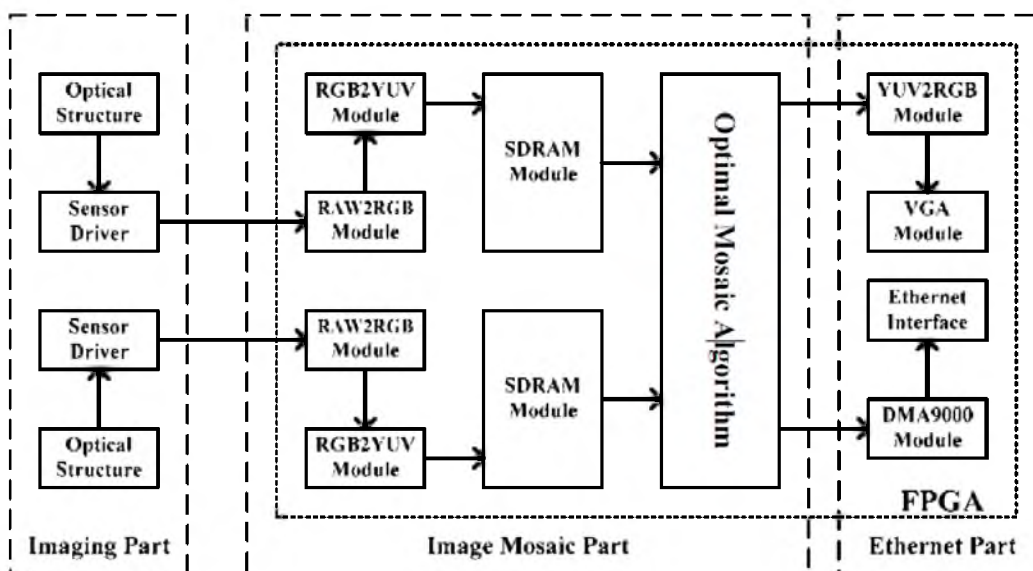 Optical
Structure
Sensor
Driver
Sensor
Driver
Optical
Structure
Imaging Part
RGB2YUV
Module
RAW2RGB
Module
RAW2RGB
Module
RGB2YUV
Module
SDRAM
Module
SDRAM
Module
Optimal Mosaic Algorithm
Image Mosaic Part
YUV2RGB
Module
VGA
Module
Ethernet
Interface
DMA9000
Module
FPGA
Ethernet Part